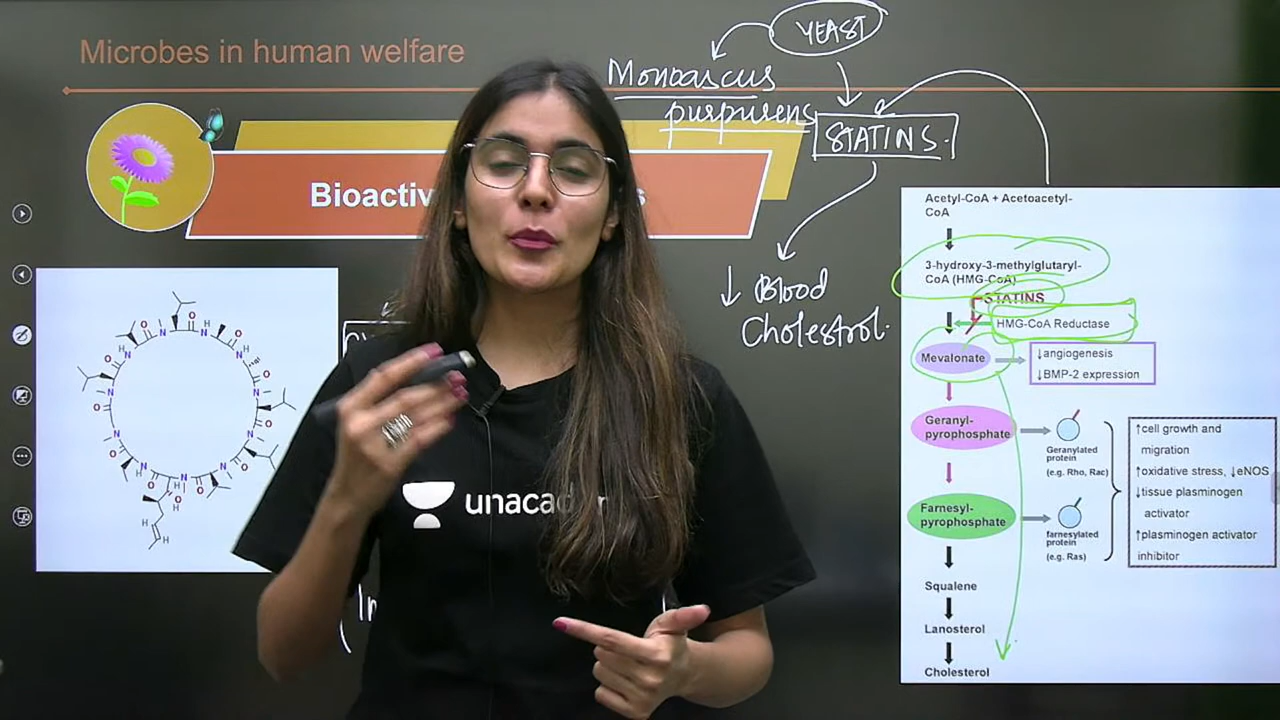 Microbes in human welfare
YEAST
Monoascus
purpurens
STATINS.
↓ Blood
Cholestrol.
unacad
Acetyl-CoA + Acetoacetyl-
CoA
3-hydroxy-3-methylglutaryl-
CoA (HMG-CoA)
STATINS
HMG-CoA Reductase
Mevalonate
↓angiogenesis
↓BMP-2 expression
Geranyl-
pyrophosphate
Geranylated
protein
(e.g. Rho, Rac)
Farnesyl-
pyrophosphate
farnesylated
protein
(e.g. Ras)
↑cell growth and
migration
↑oxidative stress, ↓eNOS
↓tissue plasminogen
activator
↑plasminogen activator
inhibitor
Squalene
Lanosterol
Cholesterol